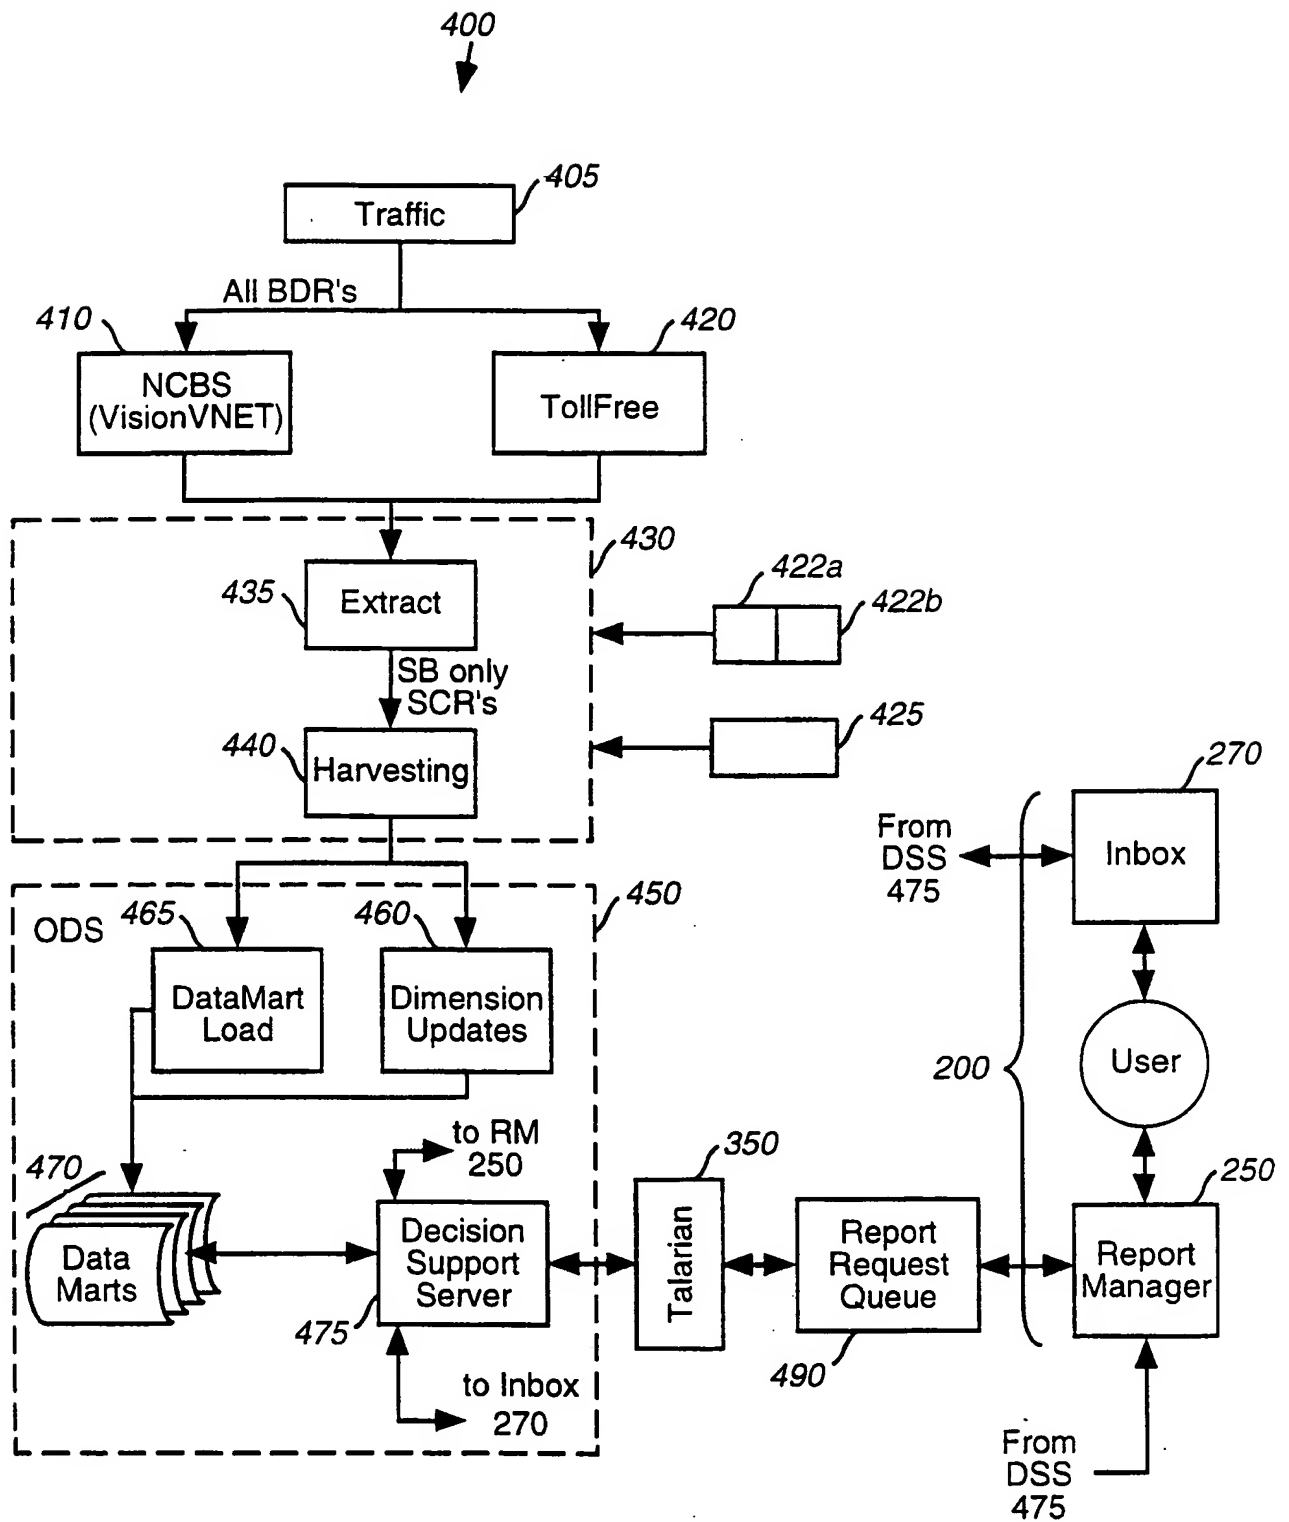 400
405
Traffic
All BDR's
410
420
NCBS
(VisionVNET)
TollFree
430
435
Extract
422a
422b
SB only
SCR's
425
440
Harvesting
270
From
DSS
475
Inbox
450
ODS
465
460
DataMart
Load
Dimension
Updates
200
User
to RM
250
350
470
250
Data
Marts
Decision
Support
Server
Talarian
Report
Request
Queue
Report
Manager
475
490
to Inbox
270
From
DSS
475